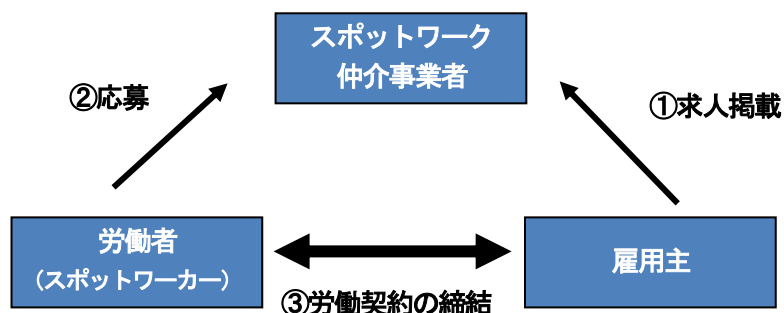 スポットワーク
仲介事業者
②応募
①求人掲載
労働者
（スポットワーカー）
雇用主
③労働契約の締結